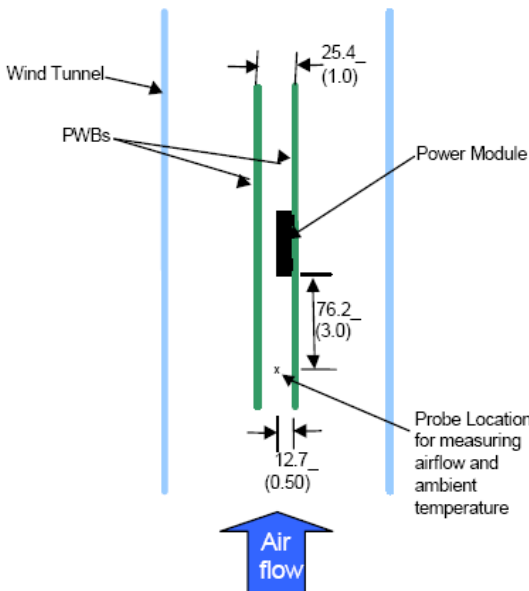 25.4_
(1.0)
Wind Tunnel
PWBs
Power Module
76.2_
(3.0)
x
Probe Location
for measuring
airflow and
ambient
temperature
12.7_
(0.50)
Air
flow